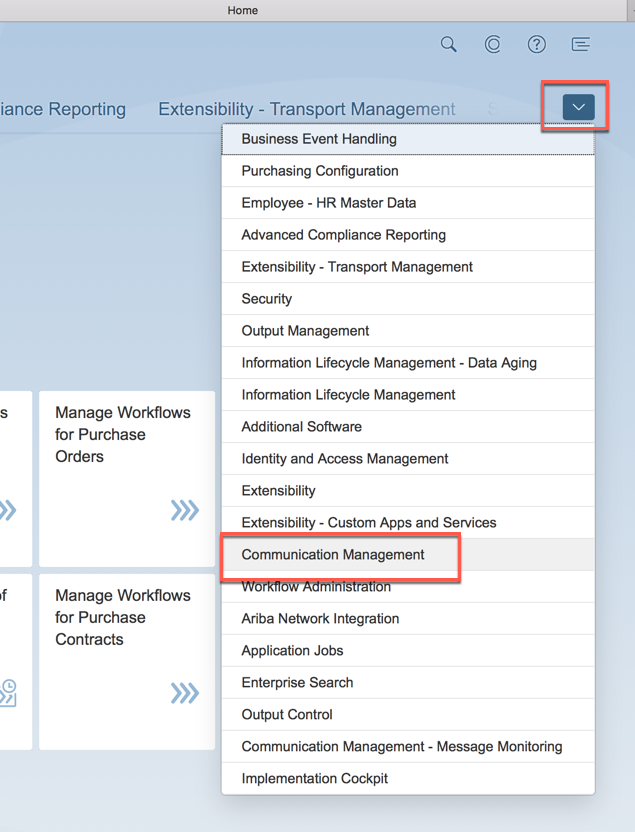 Home
iance Reporting
Extensibility - Transport Management
Business Event Handling
Purchasing Configuration
Employee - HR Master Data
Advanced Compliance Reporting
Extensibility - Transport Management
Security
Output Management
Information Lifecycle Management - Data Aging
Information Lifecycle Management
Additional Software
Identity and Access Management
Extensibility
Extensibility - Custom Apps and Services
Communication Management
Workflow Administration
Ariba Network Integration
Application Jobs
Enterprise Search
Output Control
Communication Management - Message Monitoring
Implementation Cockpit
s
Manage Workflows
for Purchase
Orders
of
Manage Workflows
for Purchase
Contracts